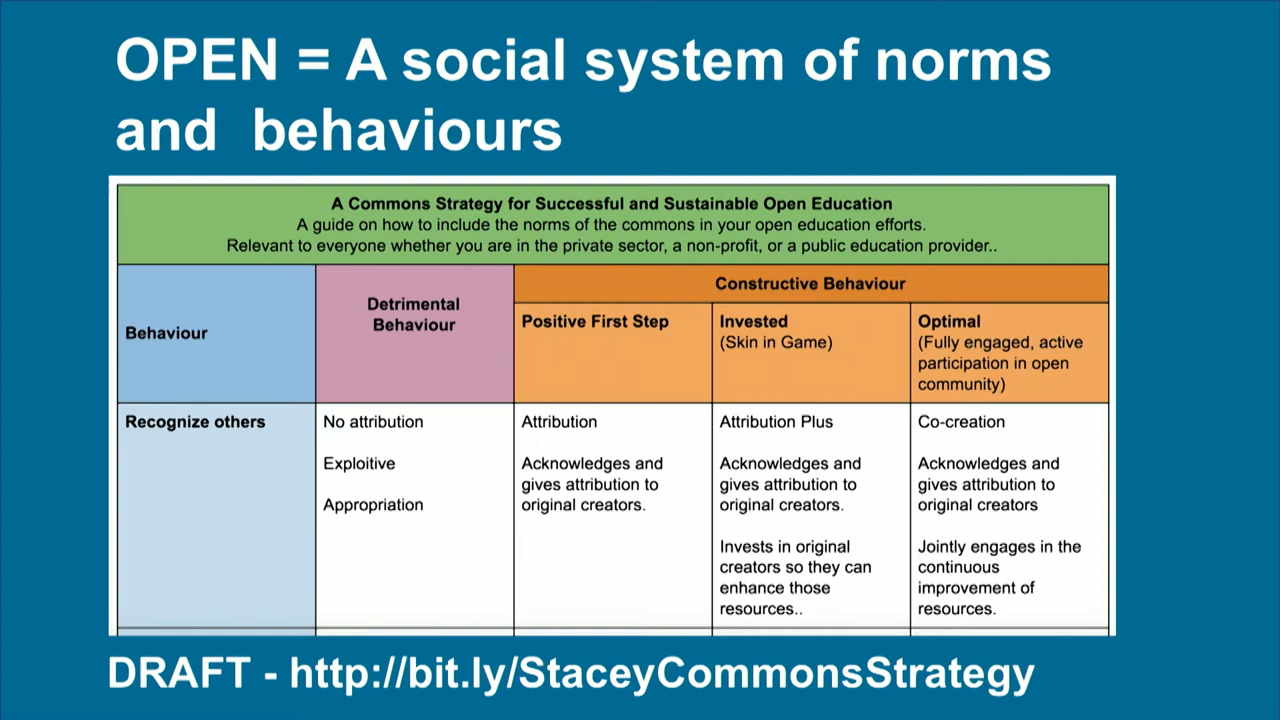 OPEN = A social system of norms
and behaviours
A Commons Strategy for Successful and Sustainable Open Education
A guide on how to include the norms of the commons in your open education efforts.
Relevant to everyone whether you are in the private sector, a non-profit, or a public education provider..
Behaviour
Detrimental
Behaviour
Constructive Behaviour
Positive First Step
Invested
(Skin in Game)
Optimal
(Fully engaged, active
participation in open
community)
Recognize others
No attribution
Exploitive
Appropriation
Attribution
Acknowledges and
gives attribution to
original creators.
Attribution Plus
Acknowledges and
gives attribution to
original creators.
Invests in original
creators so they can
enhance those
resources..
Co-creation
Acknowledges and
gives attribution to
original creators
Jointly engages in the
continuous
improvement of
resources.
DRAFT - http://bit.ly/StaceyCommonsStrategy